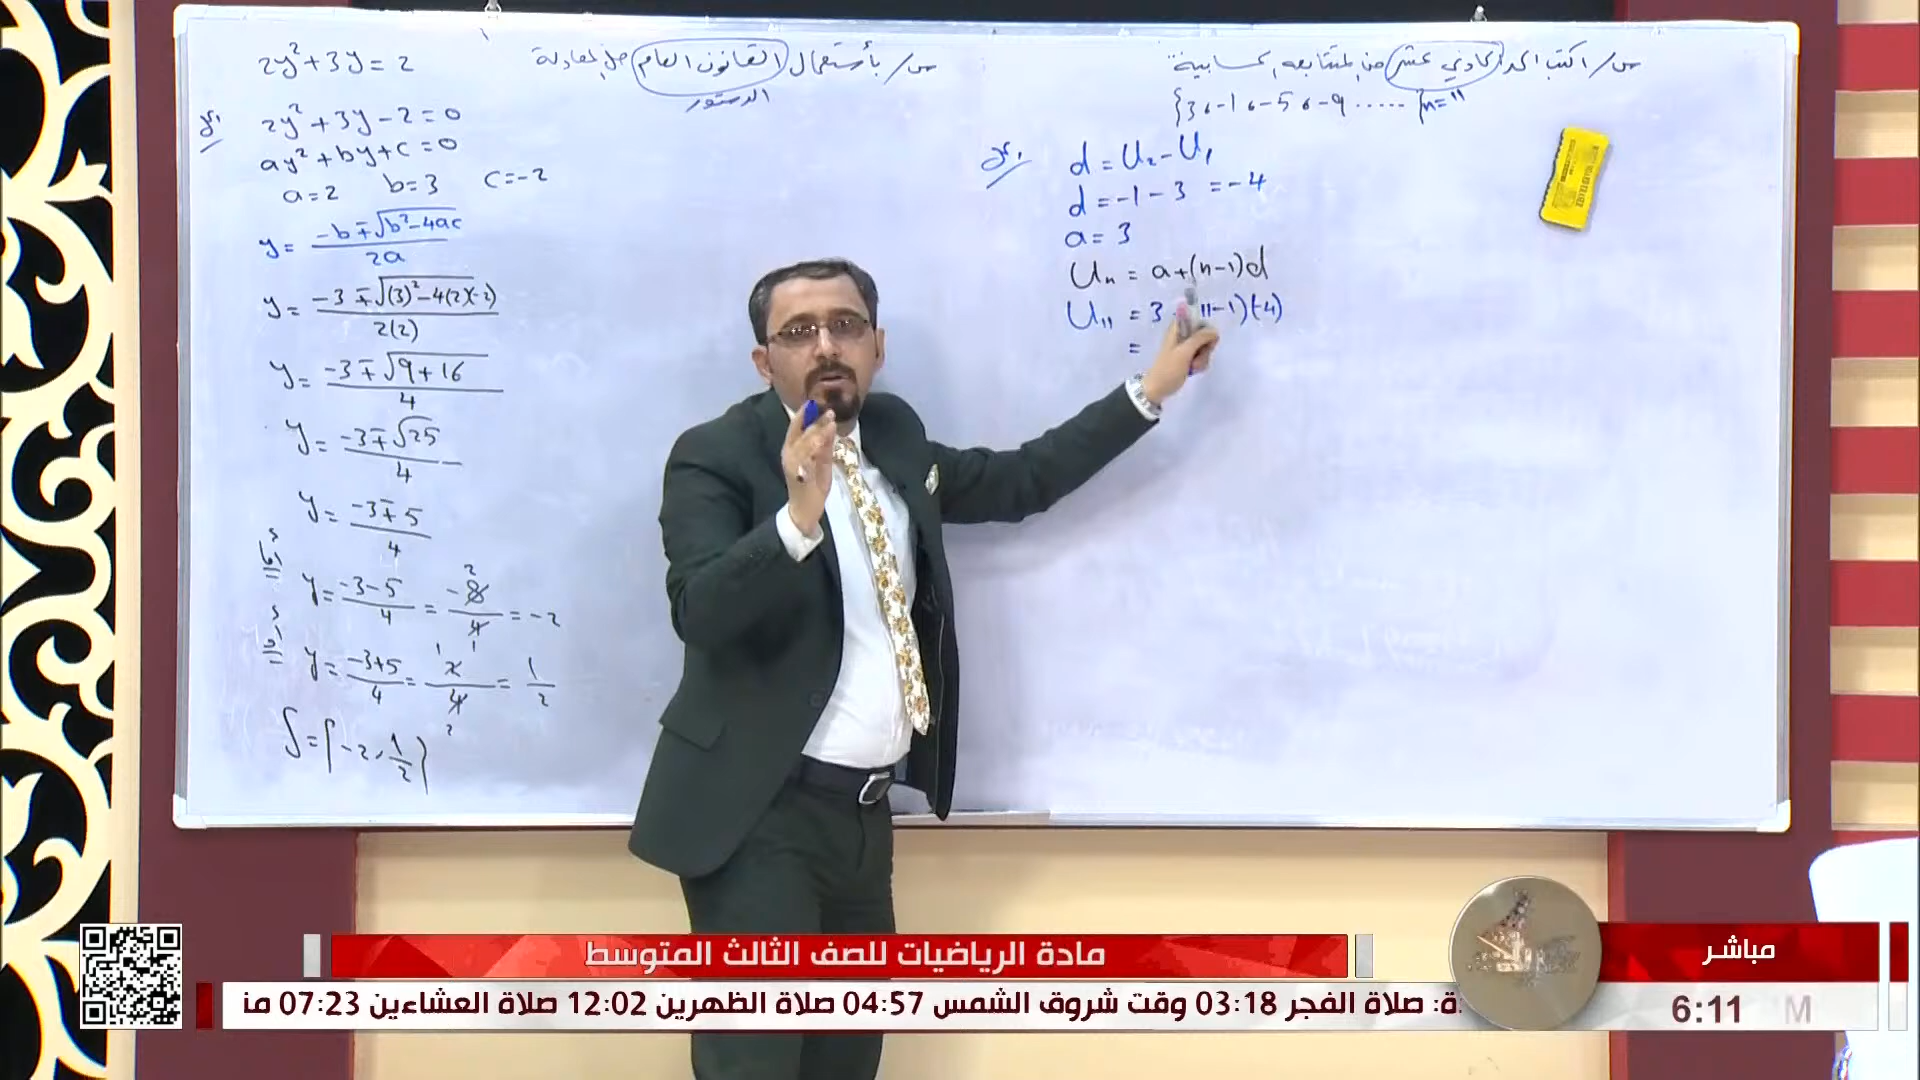 س/ اكتب الحد الحادي عشر من المتتابعة الحسابية
{3, -1, -5, -9 .....} n=11
d = U₂ - U₁
d = -1 - 3 = -4
a = 3
Uₙ = a + (n-1)d
U₁₁ = 3 11-1)(-4)
=
س/ بأستعمال القانون العام حل المعادلة
الدستور
2y² + 3y = 2
2y² + 3y - 2 = 0
ay² + by + c = 0
a = 2 b = 3 c = -2
y = (-b ∓ √(b² - 4ac)) / 2a
y = (-3 ∓ √((3)² - 4(2)(-2))) / 2(2)
y = (-3 ∓ √(9 + 16)) / 4
y = (-3 ∓ √25) / 4
y = (-3 ∓ 5) / 4
اما y = (-3-5)/4 = -8/4 = -2
او y = (-3+5)/4 = 2/4 = 1/2
S = {-2, 1/2}
مادة الرياضيات للصف الثالث المتوسط
مباشر
ة: صلاة الفجر 03:18 وقت شروق الشمس 04:57 صلاة الظهرين 12:02 صلاة العشاءين 07:23 من
6:11 M